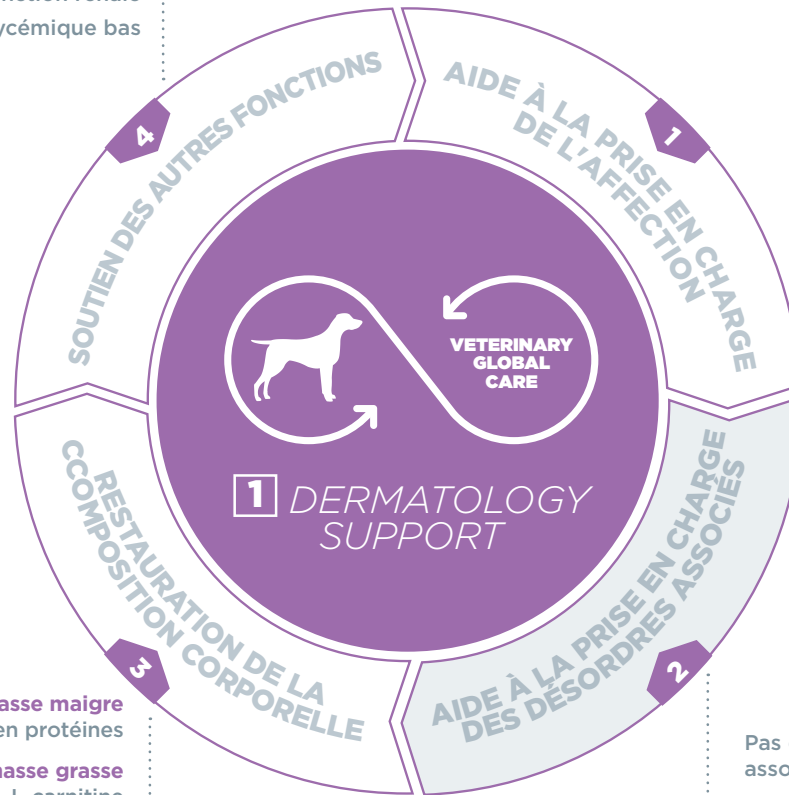 ycémique bas
4
SOUTIEN DES AUTRES FONCTIONS
1
AIDE À LA PRISE EN CHARGE
DE L'AFFECTION
VETERINARY
GLOBAL
CARE
1 DERMATOLOGY
SUPPORT
2
AIDE À LA PRISE EN CHARGE
DES DÉSORDRES ASSOCIÉS
3
RESTAURATION DE LA
CCOMPOSITION CORPORELLE
asse maigre
en protéines
masse grasse
L-carnitine
Pas
asso